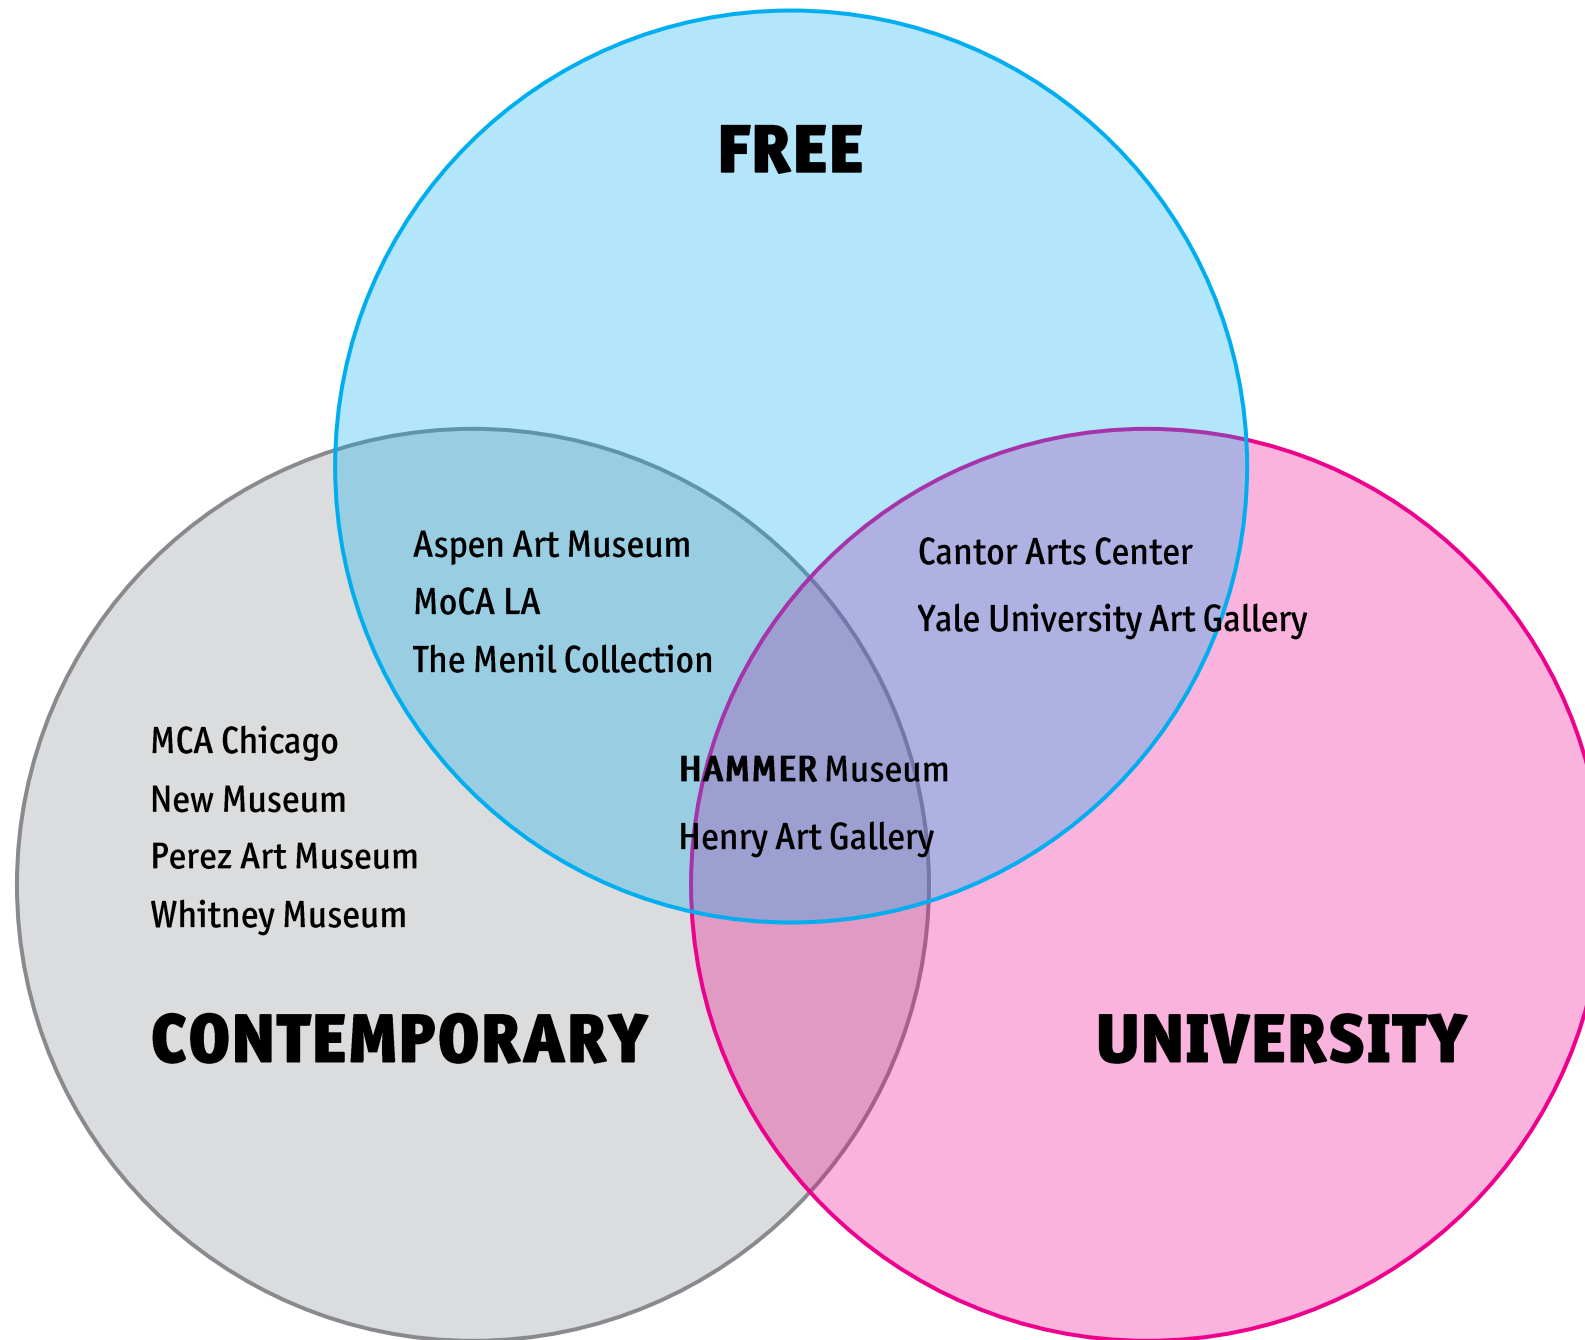 FREE
Aspen Art Museum
MoCA LA
The Menil Collection
Cantor Arts Center
Yale University Art Gallery
MCA Chicago
New Museum
Perez Art Museum
Whitney Museum
HAMMER Museum
Henry Art Gallery
CONTEMPORARY
UNIVERSITY